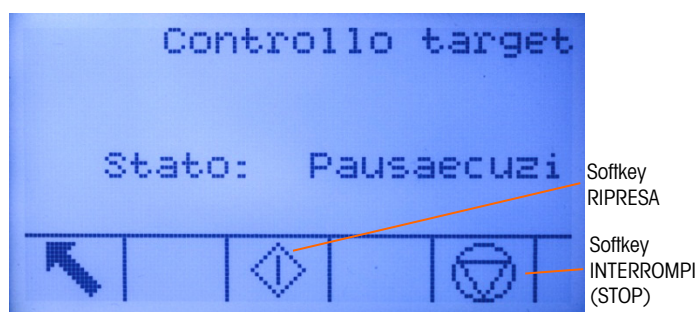 Controllo target
Stato: Pausaecuzi
Softkey
RIPRESA
Softkey
INTERROMPI
(STOP)